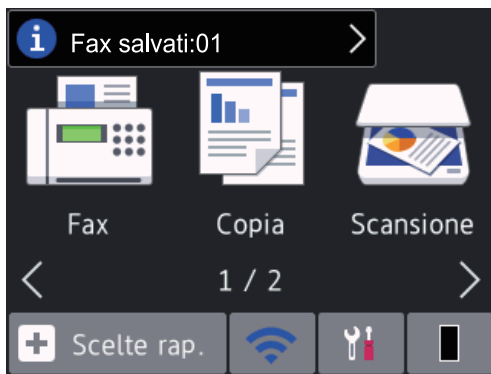 Fax salvati:01
Fax
Copia
Scansione
1 / 2
Scelte rap.